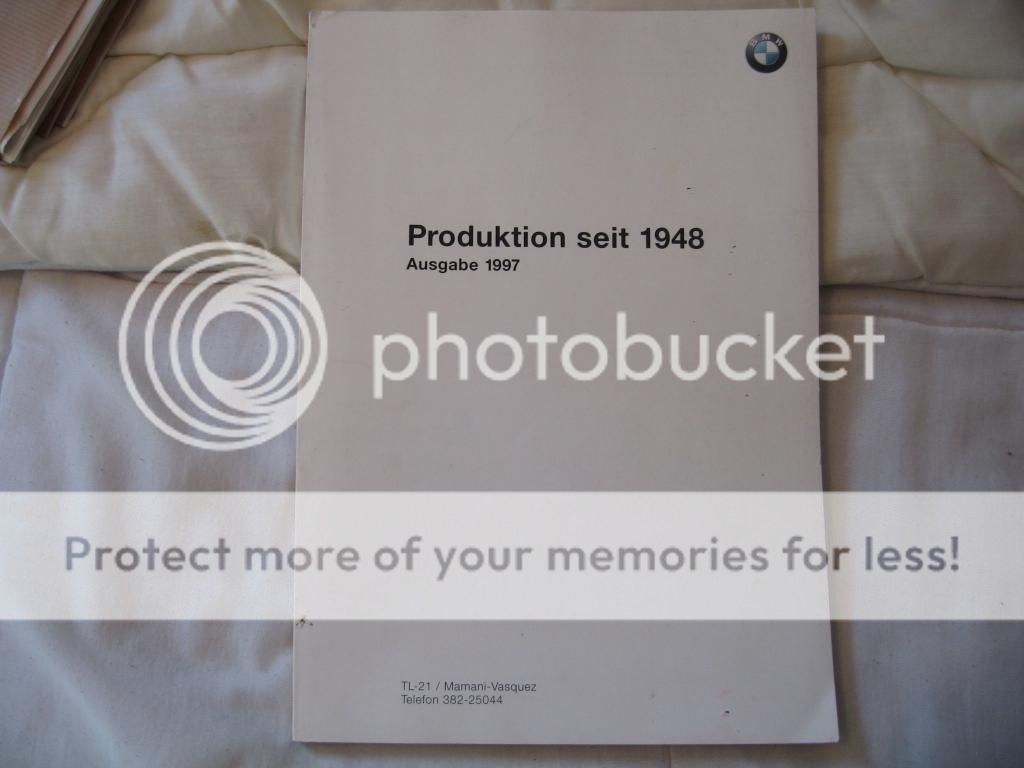 BMW
Produktion seit 1948
Ausgabe 1997
photobucket
Protect more of your memories for less!
TL-21 / Mamani-Vasquez
Telefon 382-25044